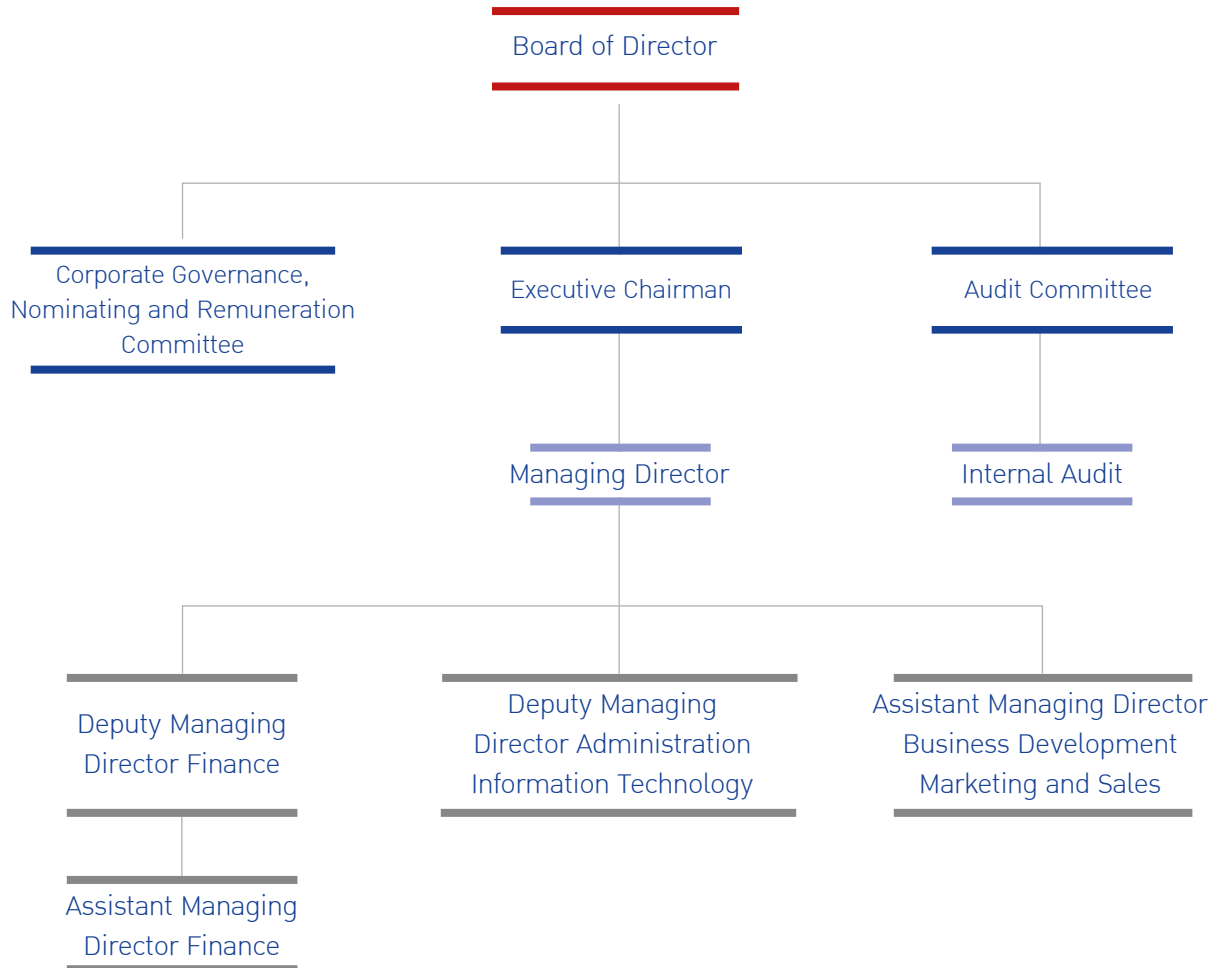 Board of Director
Corporate Governance,
Nominating and Remuneration
Committee
Executive Chairman
Audit Committee
Managing Director
Internal Audit
Deputy Managing
Director Finance
Deputy Managing
Director Administration
Information Technology
Assistant Managing Director
Business Development
Marketing and Sales
Assistant Managing
Director Finance